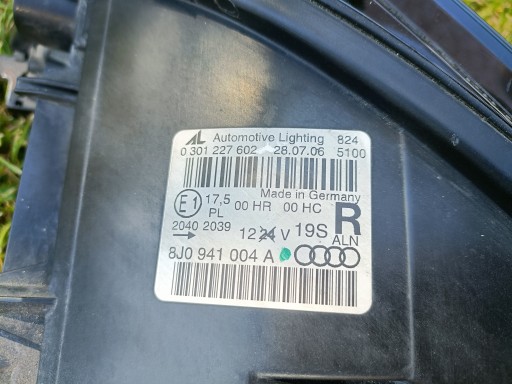 AL Automotive Lighting 824
0 301 227 602 28.07.06 5100
Made in Germany
E1 17,5 00 HR 00 HC R
PL
2040 2039 12 24 V 19S ALN
8J0 941 004 A